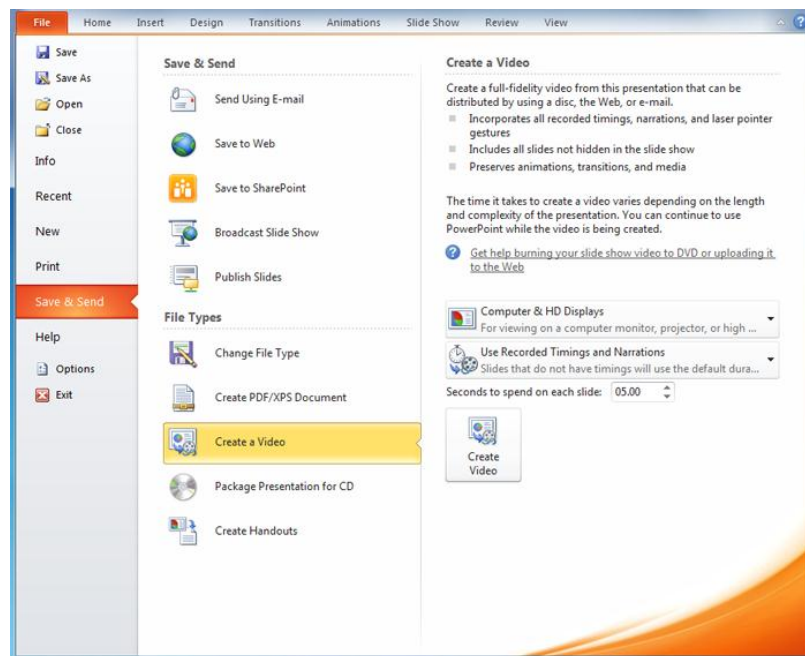 File Home Insert Design Transitions Animations Slide Show Review View
Save
Save As
Open
Close
Info
Recent
New
Print
Save & Send
Help
Options
Exit
Save & Send
Send Using E-mail
Save to Web
Save to SharePoint
Broadcast Slide Show
Publish Slides
File Types
Change File Type
Create PDF/XPS Document
Create a Video
Package Presentation for CD
Create Handouts
Create a Video
Create a full-fidelity video from this presentation that can be
distributed by using a disc, the Web, or e-mail.
Incorporates all recorded timings, narrations, and laser pointer
gestures
Includes all slides not hidden in the slide show
Preserves animations, transitions, and media
The time it takes to create a video varies depending on the length
and complexity of the presentation. You can continue to use
PowerPoint while the video is being created.
Get help burning your slide show video to DVD or uploading it
to the Web
Computer & HD Displays
For viewing on a computer monitor, projector, or high ...
Use Recorded Timings and Narrations
Slides that do not have timings will use the default dura...
Seconds to spend on each slide: 05.00
Create
Video